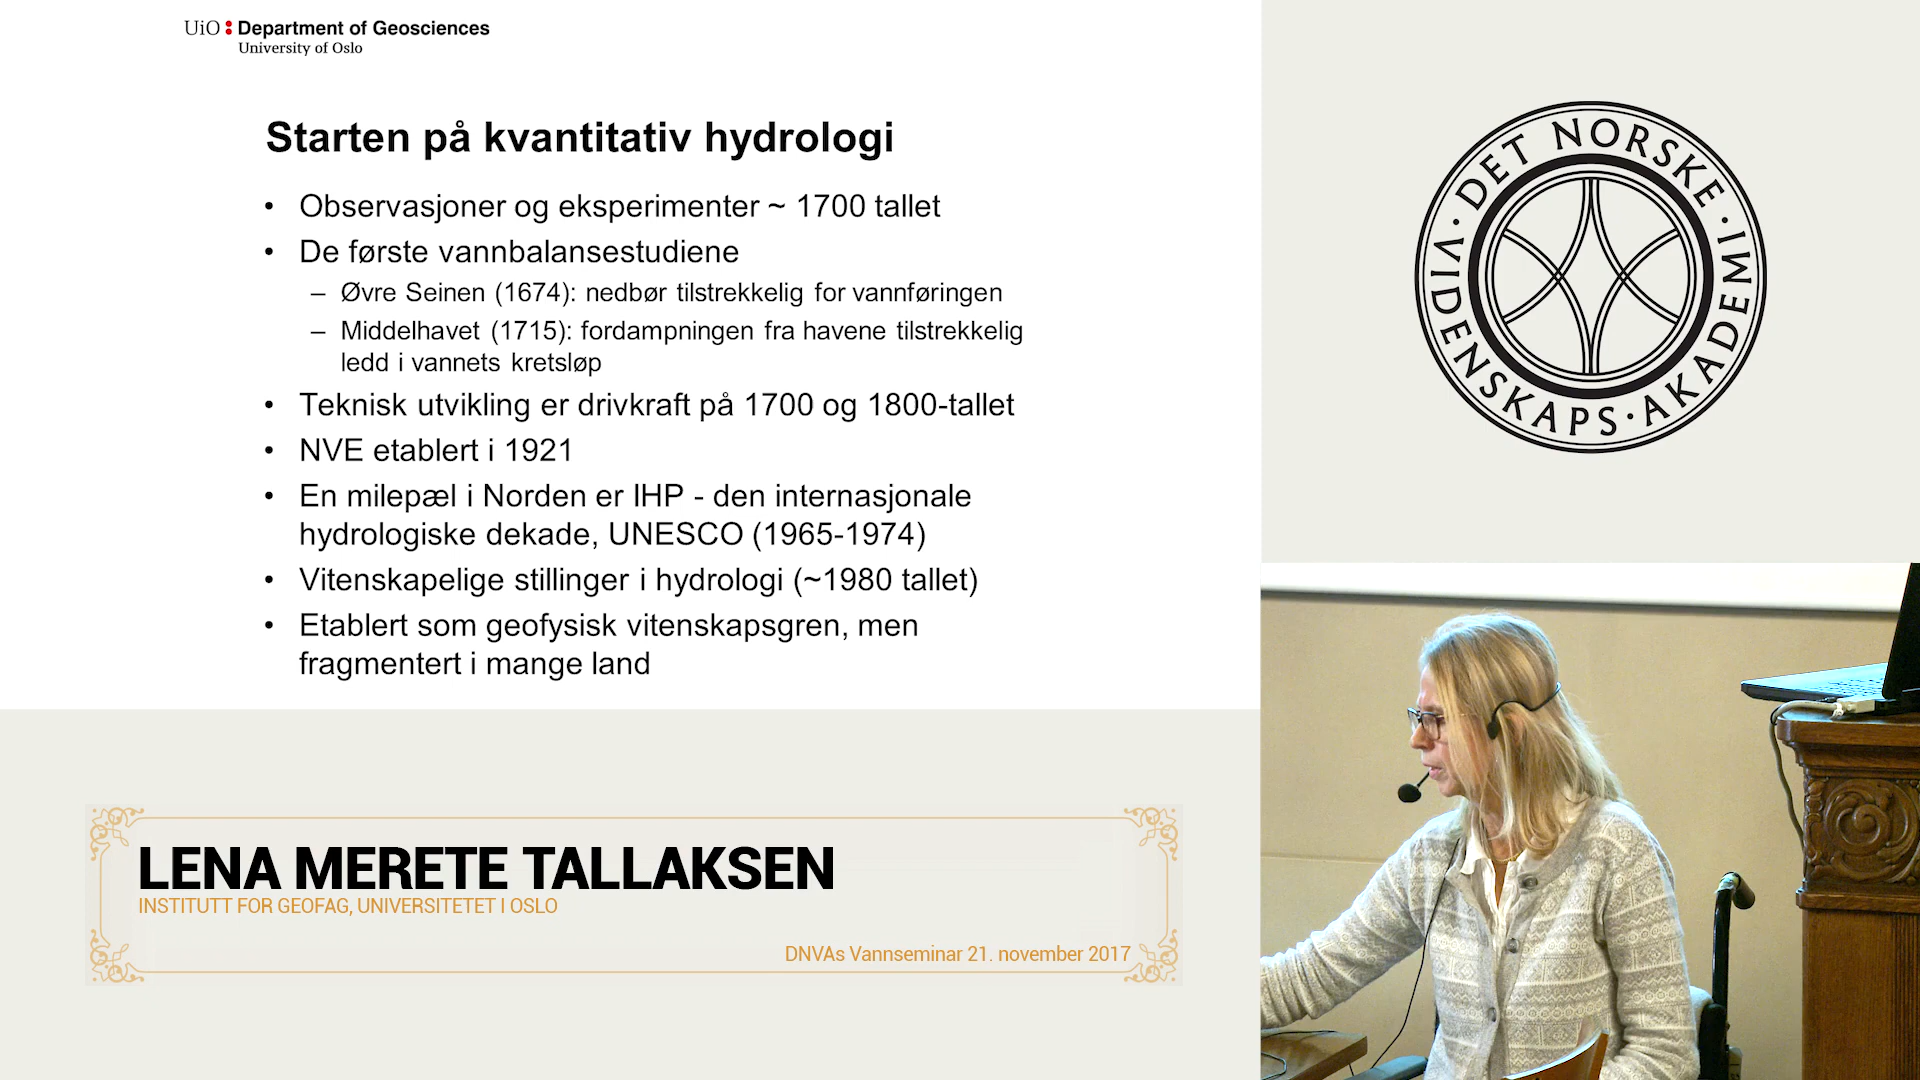 UiO : Department of Geosciences
University of Oslo
Starten på kvantitativ hydrologi
• Observasjoner og eksperimenter ~ 1700 tallet
• De første vannbalansestudiene
– Øvre Seinen (1674): nedbør tilstrekkelig for vannføringen
– Middelhavet (1715): fordampningen fra havene tilstrekkelig
ledd i vannets kretsløp
• Teknisk utvikling er drivkraft på 1700 og 1800-tallet
• NVE etablert i 1921
• En milepæl i Norden er IHP - den internasjonale
hydrologiske dekade, UNESCO (1965-1974)
• Vitenskapelige stillinger i hydrologi (~1980 tallet)
• Etablert som geofysisk vitenskapsgren, men
fragmentert i mange land
DET NORSKE · VIDENSKAPS · AKADEMI ·
LENA MERETE TALLAKSEN
INSTITUTT FOR GEOFAG, UNIVERSITETET I OSLO
DNVAs Vannseminar 21. november 2017